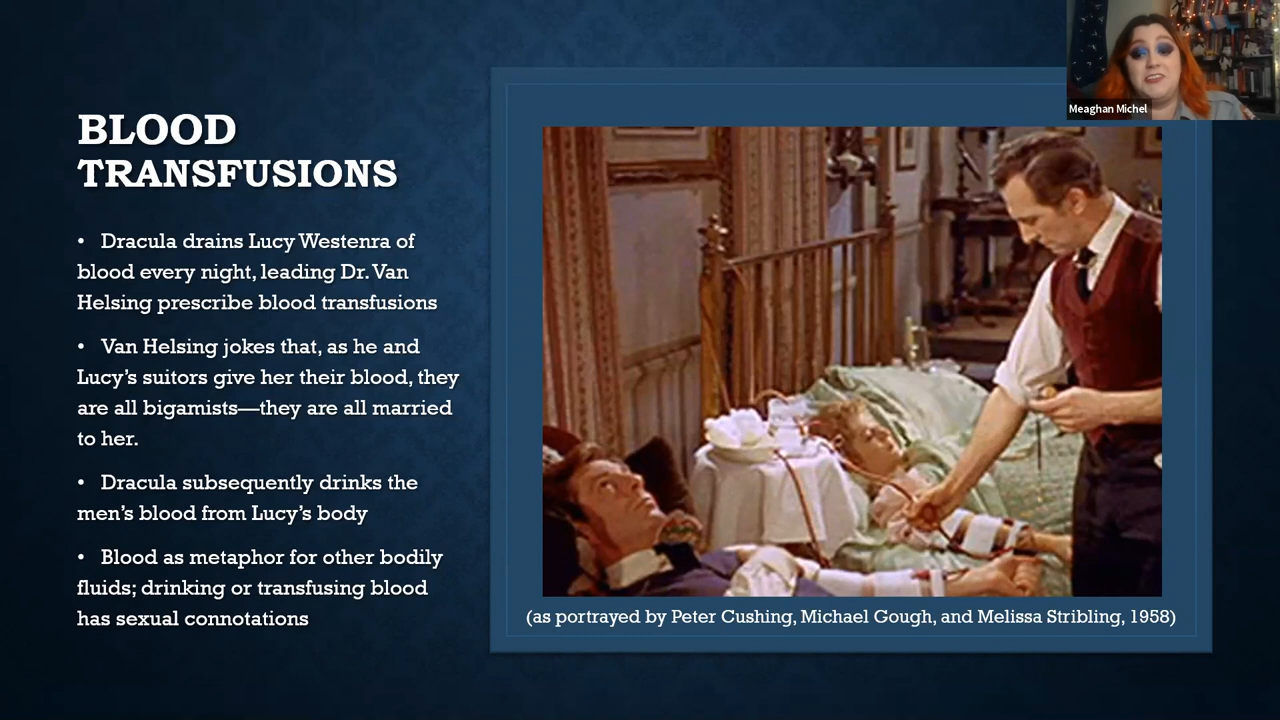 Meaghan Michel
BLOOD
TRANSFUSIONS
• Dracula drains Lucy Westenra of
blood every night, leading Dr. Van
Helsing prescribe blood transfusions
• Van Helsing jokes that, as he and
Lucy's suitors give her their blood, they
are all bigamists—they are all married
to her.
• Dracula subsequently drinks the
men's blood from Lucy's body
• Blood as metaphor for other bodily
fluids; drinking or transfusing blood
has sexual connotations
(as portrayed by Peter Cushing, Michael Gough, and Melissa Stribling, 1958)